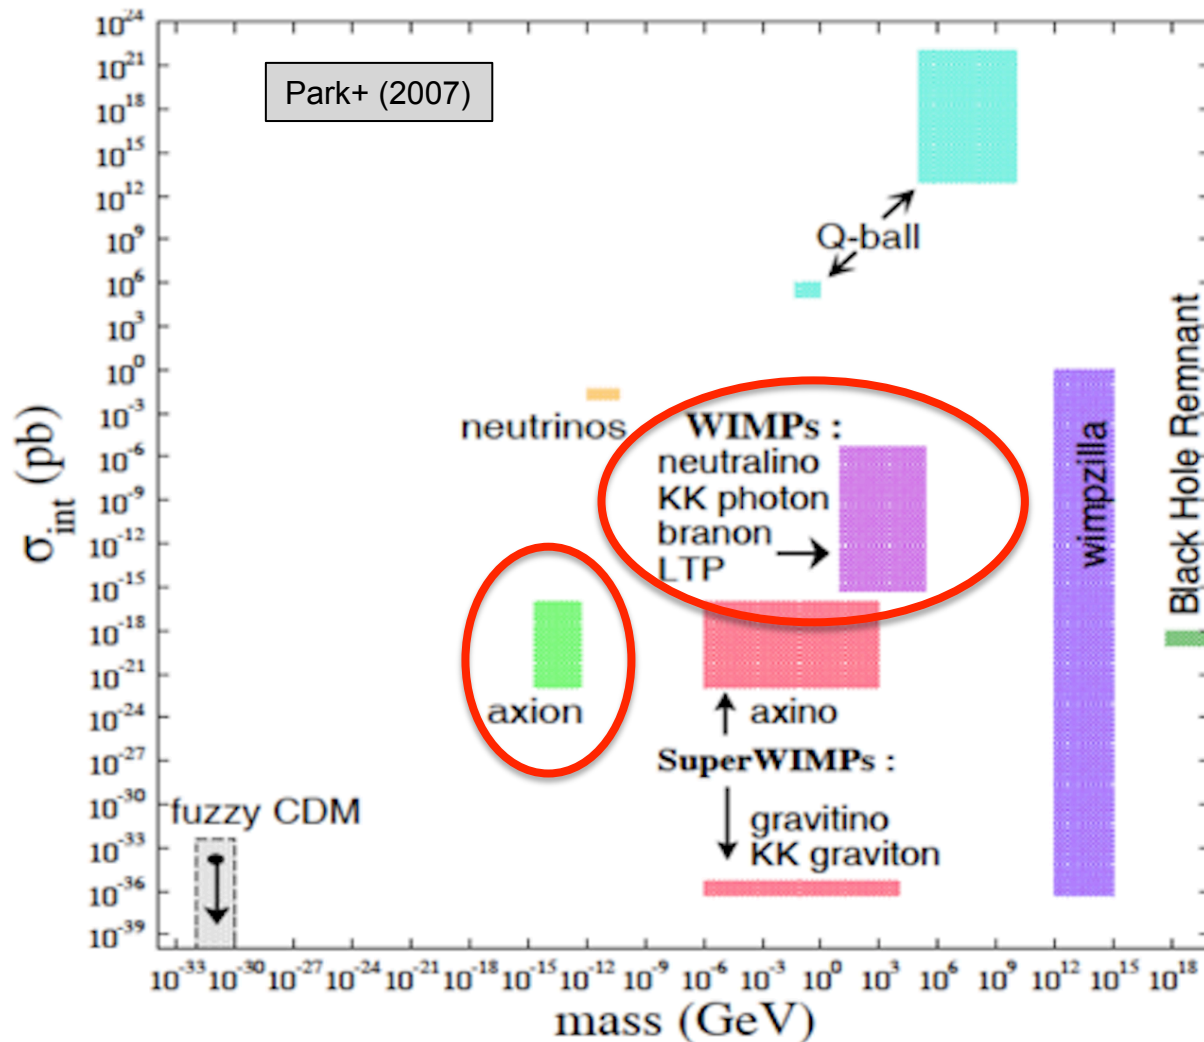 Park+ (2007)
10^24
10^21
10^18
10^15
10^12
10^9
10^6
10^3
10^0
10^-3
10^-6
10^-9
10^-12
10^-15
10^-18
10^-21
10^-24
10^-27
10^-30
10^-33
10^-36
10^-39
σ_int (pb)
Q-ball
neutrinos
WIMPs :
neutralino
KK photon
branon
LTP
wimpzilla
Black Hole Remnant
axion
axino
SuperWIMPs :
gravitino
KK graviton
fuzzy CDM
10^-33 10^-30 10^-27 10^-24 10^-21 10^-18 10^-15 10^-12 10^-9 10^-6 10^-3 10^0 10^3 10^6 10^9 10^12 10^15 10^18
mass (GeV)